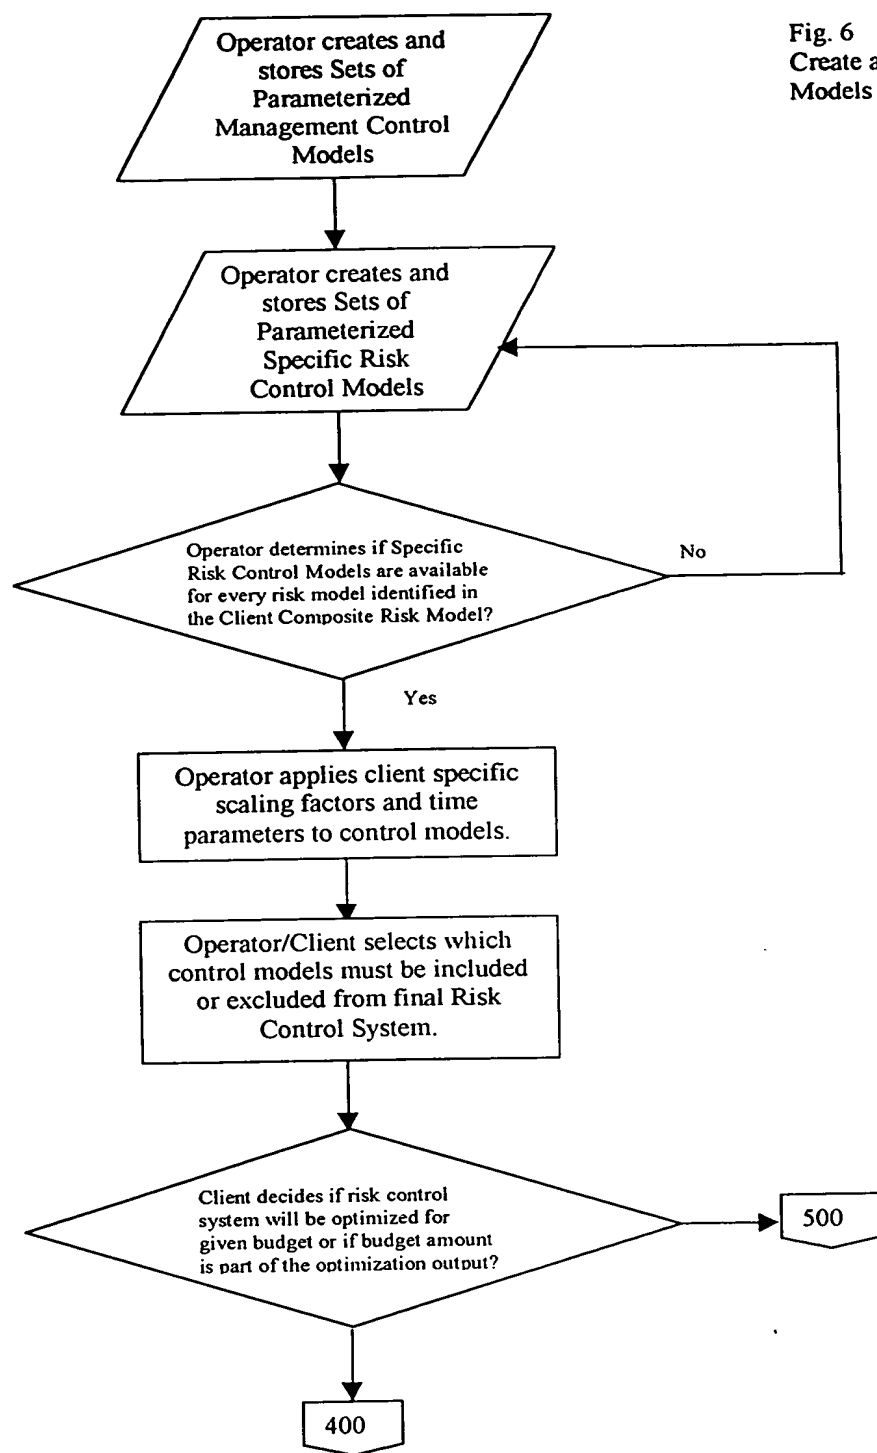 Fig. 6
Create a
Models
Operator creates and
stores Sets of
Parameterized
Management Control
Models
Operator creates and
stores Sets of
Parameterized
Specific Risk
Control Models
Operator determines if Specific
Risk Control Models are available
for every risk model identified in
the Client Composite Risk Model?
No
Yes
Operator applies client specific
scaling factors and time
parameters to control models.
Operator/Client selects which
control models must be included
or excluded from final Risk
Control System.
Client decides if risk control
system will be optimized for
given budget or if budget amount
is part of the optimization output?
500
400